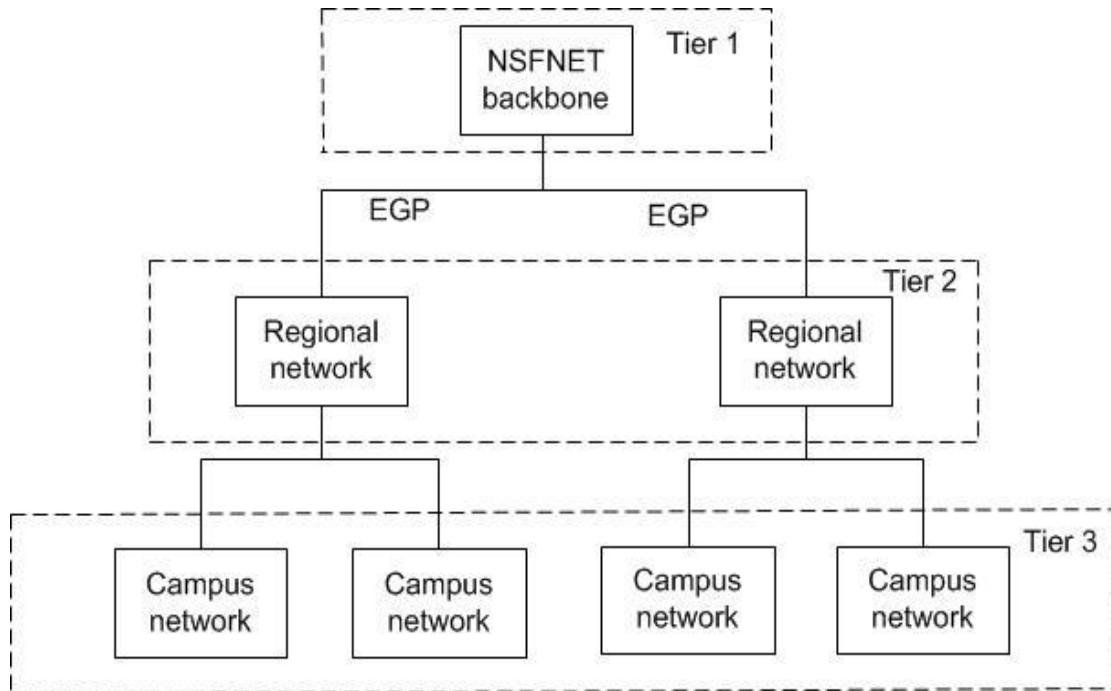 Tier 1
NSFNET
backbone
EGP
EGP
Tier 2
Regional
network
Regional
network
Tier 3
Campus
network
Campus
network
Campus
network
Campus
network